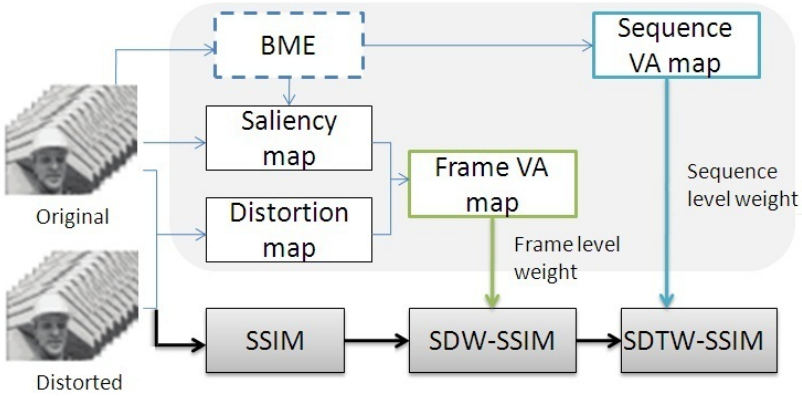 BME
Sequence
VA map
Saliency
map
Frame VA
map
Sequence
level weight
Original
Distortion
map
Frame level
weight
SSIM
SDW-SSIM
SDTW-SSIM
Distorted